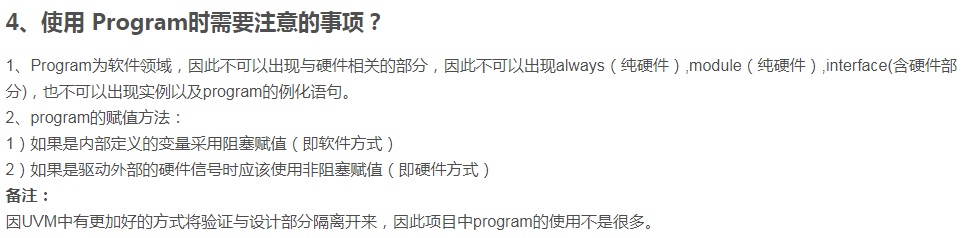 4、使用 Program时需要注意的事项？
1、Program为软件领域，因此不可以出现与硬件相关的部分，因此不可以出现always（纯硬件）,module（纯硬件）,interface(含硬件部
分)，也不可以出现实例以及program的例化语句。
2、program的赋值方法：
1）如果是内部定义的变量采用阻塞赋值（即软件方式）
2）如果是驱动外部的硬件信号时应该使用非阻塞赋值（即硬件方式）
备注：
因UVM中有更加好的方式将验证与设计部分隔离开来，因此项目中program的使用不是很多。